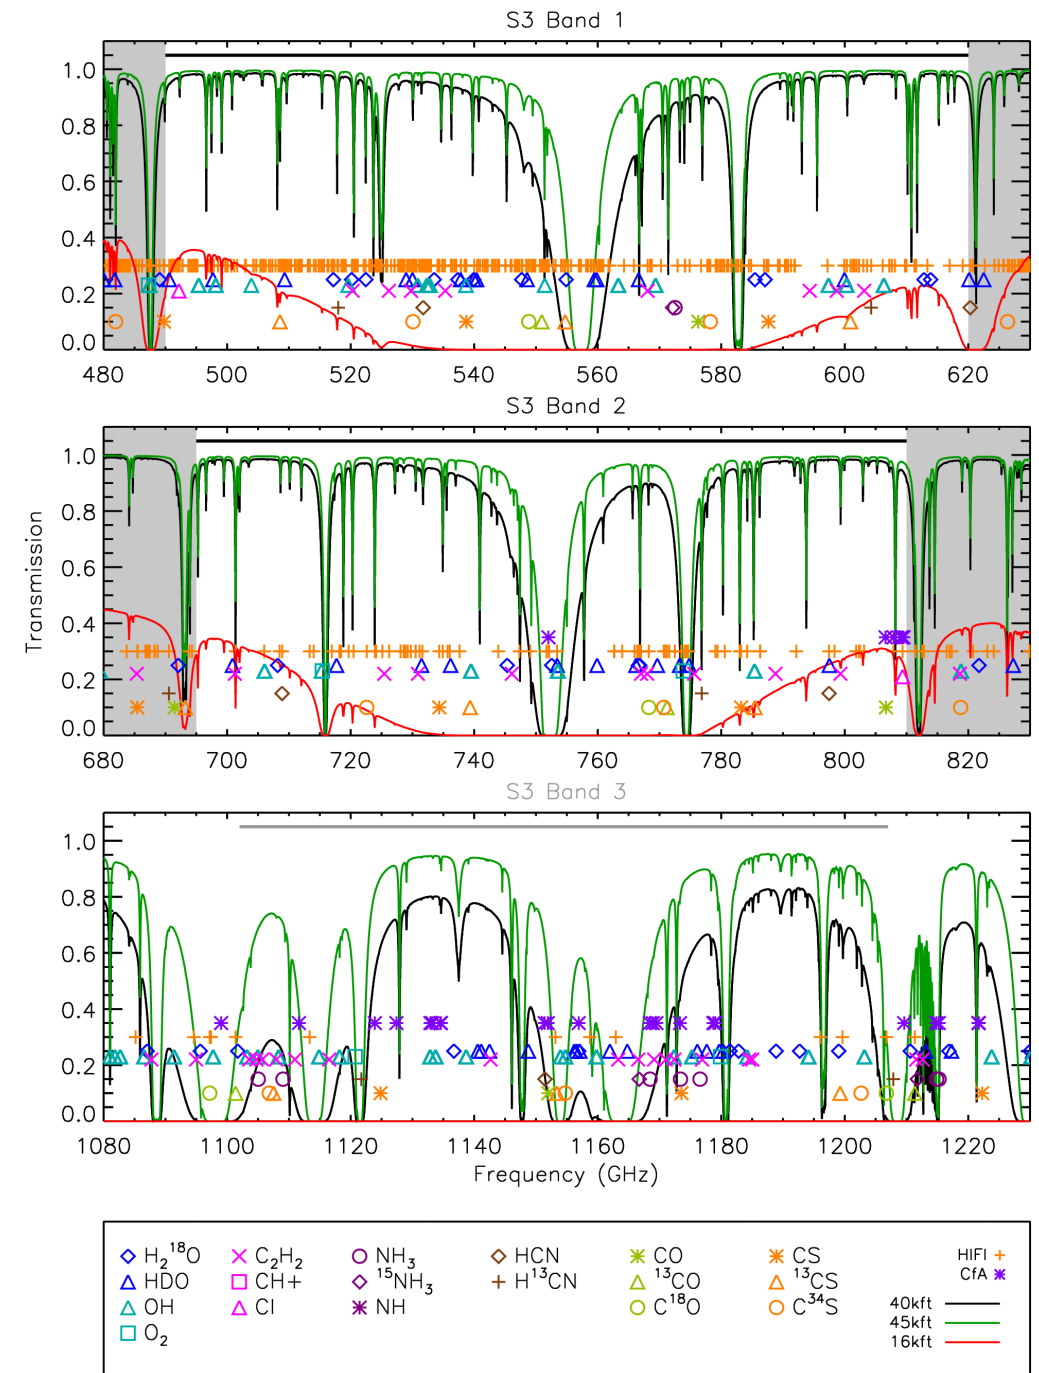 S3 Band 1
1.0
0.8
0.6
0.4
0.2
0.0
480 500 520 540 560 580 600 620
S3 Band 2
1.0
0.8
0.6
0.4
0.2
0.0
680 700 720 740 760 780 800 820
Transmission
S3 Band 3
1.0
0.8
0.6
0.4
0.2
0.0
1080 1100 1120 1140 1160 1180 1200 1220
Frequency (GHz)
H₂¹⁸O C₂H₂ NH₃ HCN CO CS HIFI
CfA
HDO CH+ ¹⁵NH₃ H¹³CN ¹³CO ¹³CS
OH CI NH C¹⁸O C³⁴S 40kft
45kft
O₂ 16kft